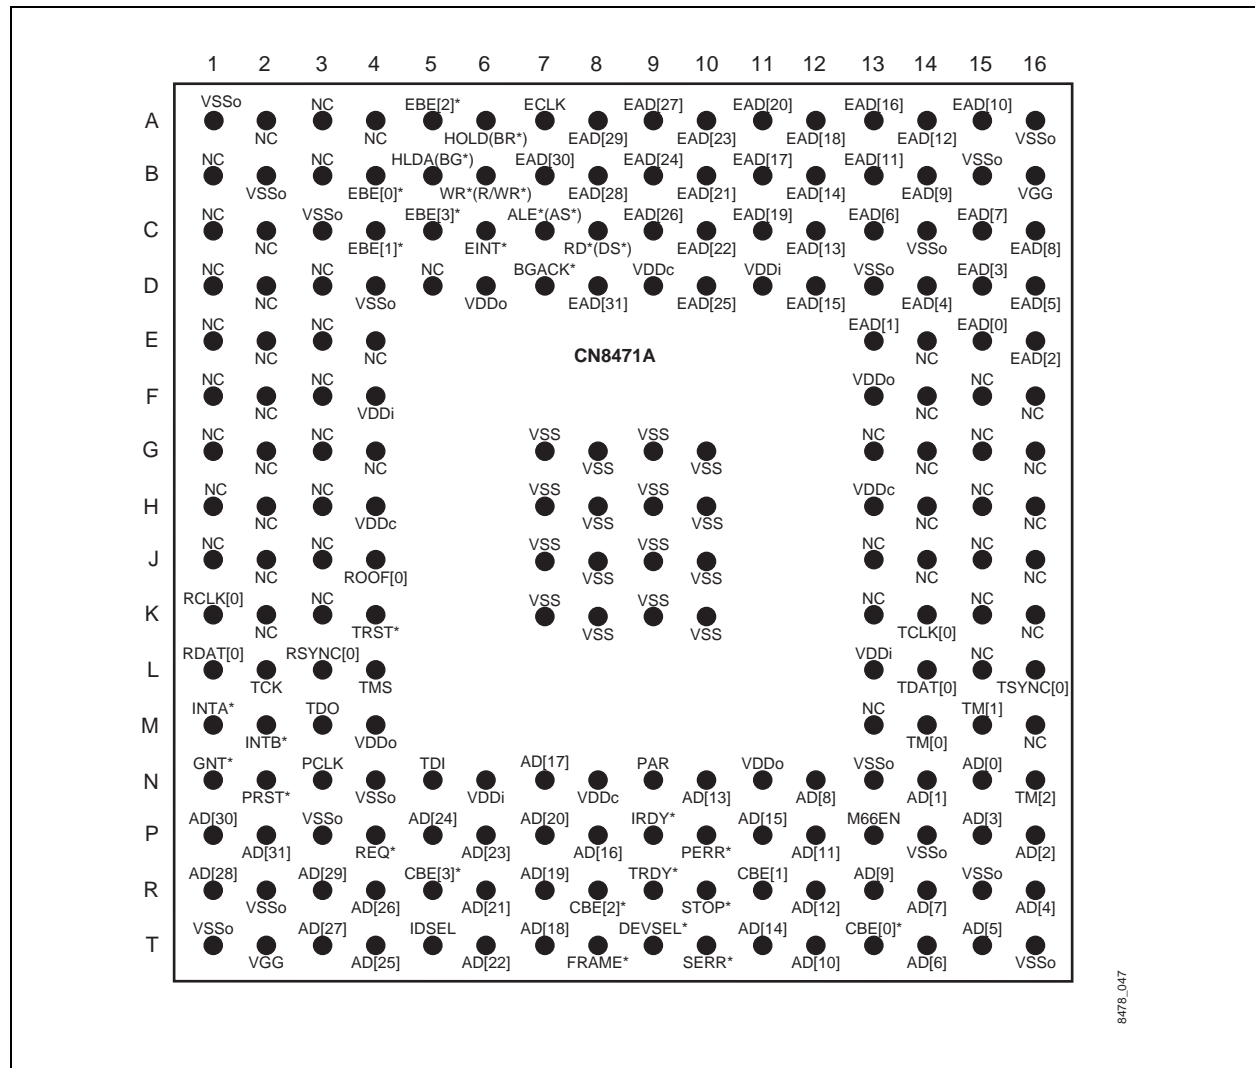 1 2 3 4 5 6 7 8 9 10 11 12 13 14 15 16
VSSo NC EBE[2]* ECLK EAD[27] EAD[20] EAD[16] EAD[10]
A
NC NC HOLD(BR*) EAD[29] EAD[23] EAD[18] EAD[12] VSSo
NC NC HLDA(BG*) EAD[30] EAD[24] EAD[17] EAD[11] VSSo
B
VSSo EBE[0]* WR*(R/WR*) EAD[28] EAD[21] EAD[14] EAD[9] VGG
NC VSSo EBE[3]* ALE*(AS*) EAD[26] EAD[19] EAD[6] EAD[7]
C
NC EBE[1]* EINT* RD*(DS*) EAD[22] EAD[13] VSSo EAD[8]
NC NC NC BGACK* VDDc VDDi VSSo EAD[3]
D
NC VSSo VDDo EAD[31] EAD[25] EAD[15] EAD[4] EAD[5]
NC NC EAD[1] EAD[0]
E
NC NC CN8471A NC EAD[2]
NC NC VDDo NC
F
NC VDDi NC NC
NC NC VSS VSS NC NC
G
NC NC VSS VSS NC NC
NC NC VSS VSS VDDc NC
H
NC VDDc VSS VSS NC NC
NC NC VSS VSS NC NC
J
NC ROOF[0] VSS VSS NC NC
RCLK[0] NC VSS VSS NC NC
K
NC TRST* VSS VSS TCLK[0] NC
RDAT[0] RSYNC[0] VDDi NC
L
TCK TMS TDAT[0] TSYNC[0]
INTA* TDO NC TM[1]
M
INTB* VDDo TM[0] NC
GNT* PCLK TDI AD[17] PAR VDDo VSSo AD[0]
N
PRST* VSSo VDDi VDDc AD[13] AD[8] AD[1] TM[2]
AD[30] VSSo AD[24] AD[20] IRDY* AD[15] M66EN AD[3]
P
AD[31] REQ* AD[23] AD[16] PERR* AD[11] VSSo AD[2]
AD[28] AD[29] CBE[3]* AD[19] TRDY* CBE[1] AD[9] VSSo
R
VSSo AD[26] AD[21] CBE[2]* STOP* AD[12] AD[7] AD[4]
VSSo AD[27] IDSEL AD[18] DEVSEL* AD[14] CBE[0]* AD[5]
T
VGG AD[25] AD[22] FRAME* SERR* AD[10] AD[6] VSSo
8478_047